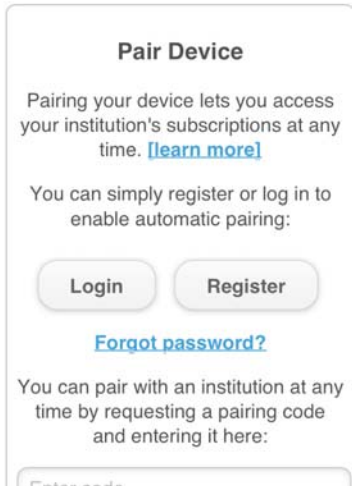 Pair Device
Pairing your device lets you access
your institution's subscriptions at any
time. [learn more]
You can simply register or log in to
enable automatic pairing:
Login Register
Forgot password?
You can pair with an institution at any
time by requesting a pairing code
and entering it here:
Enter code